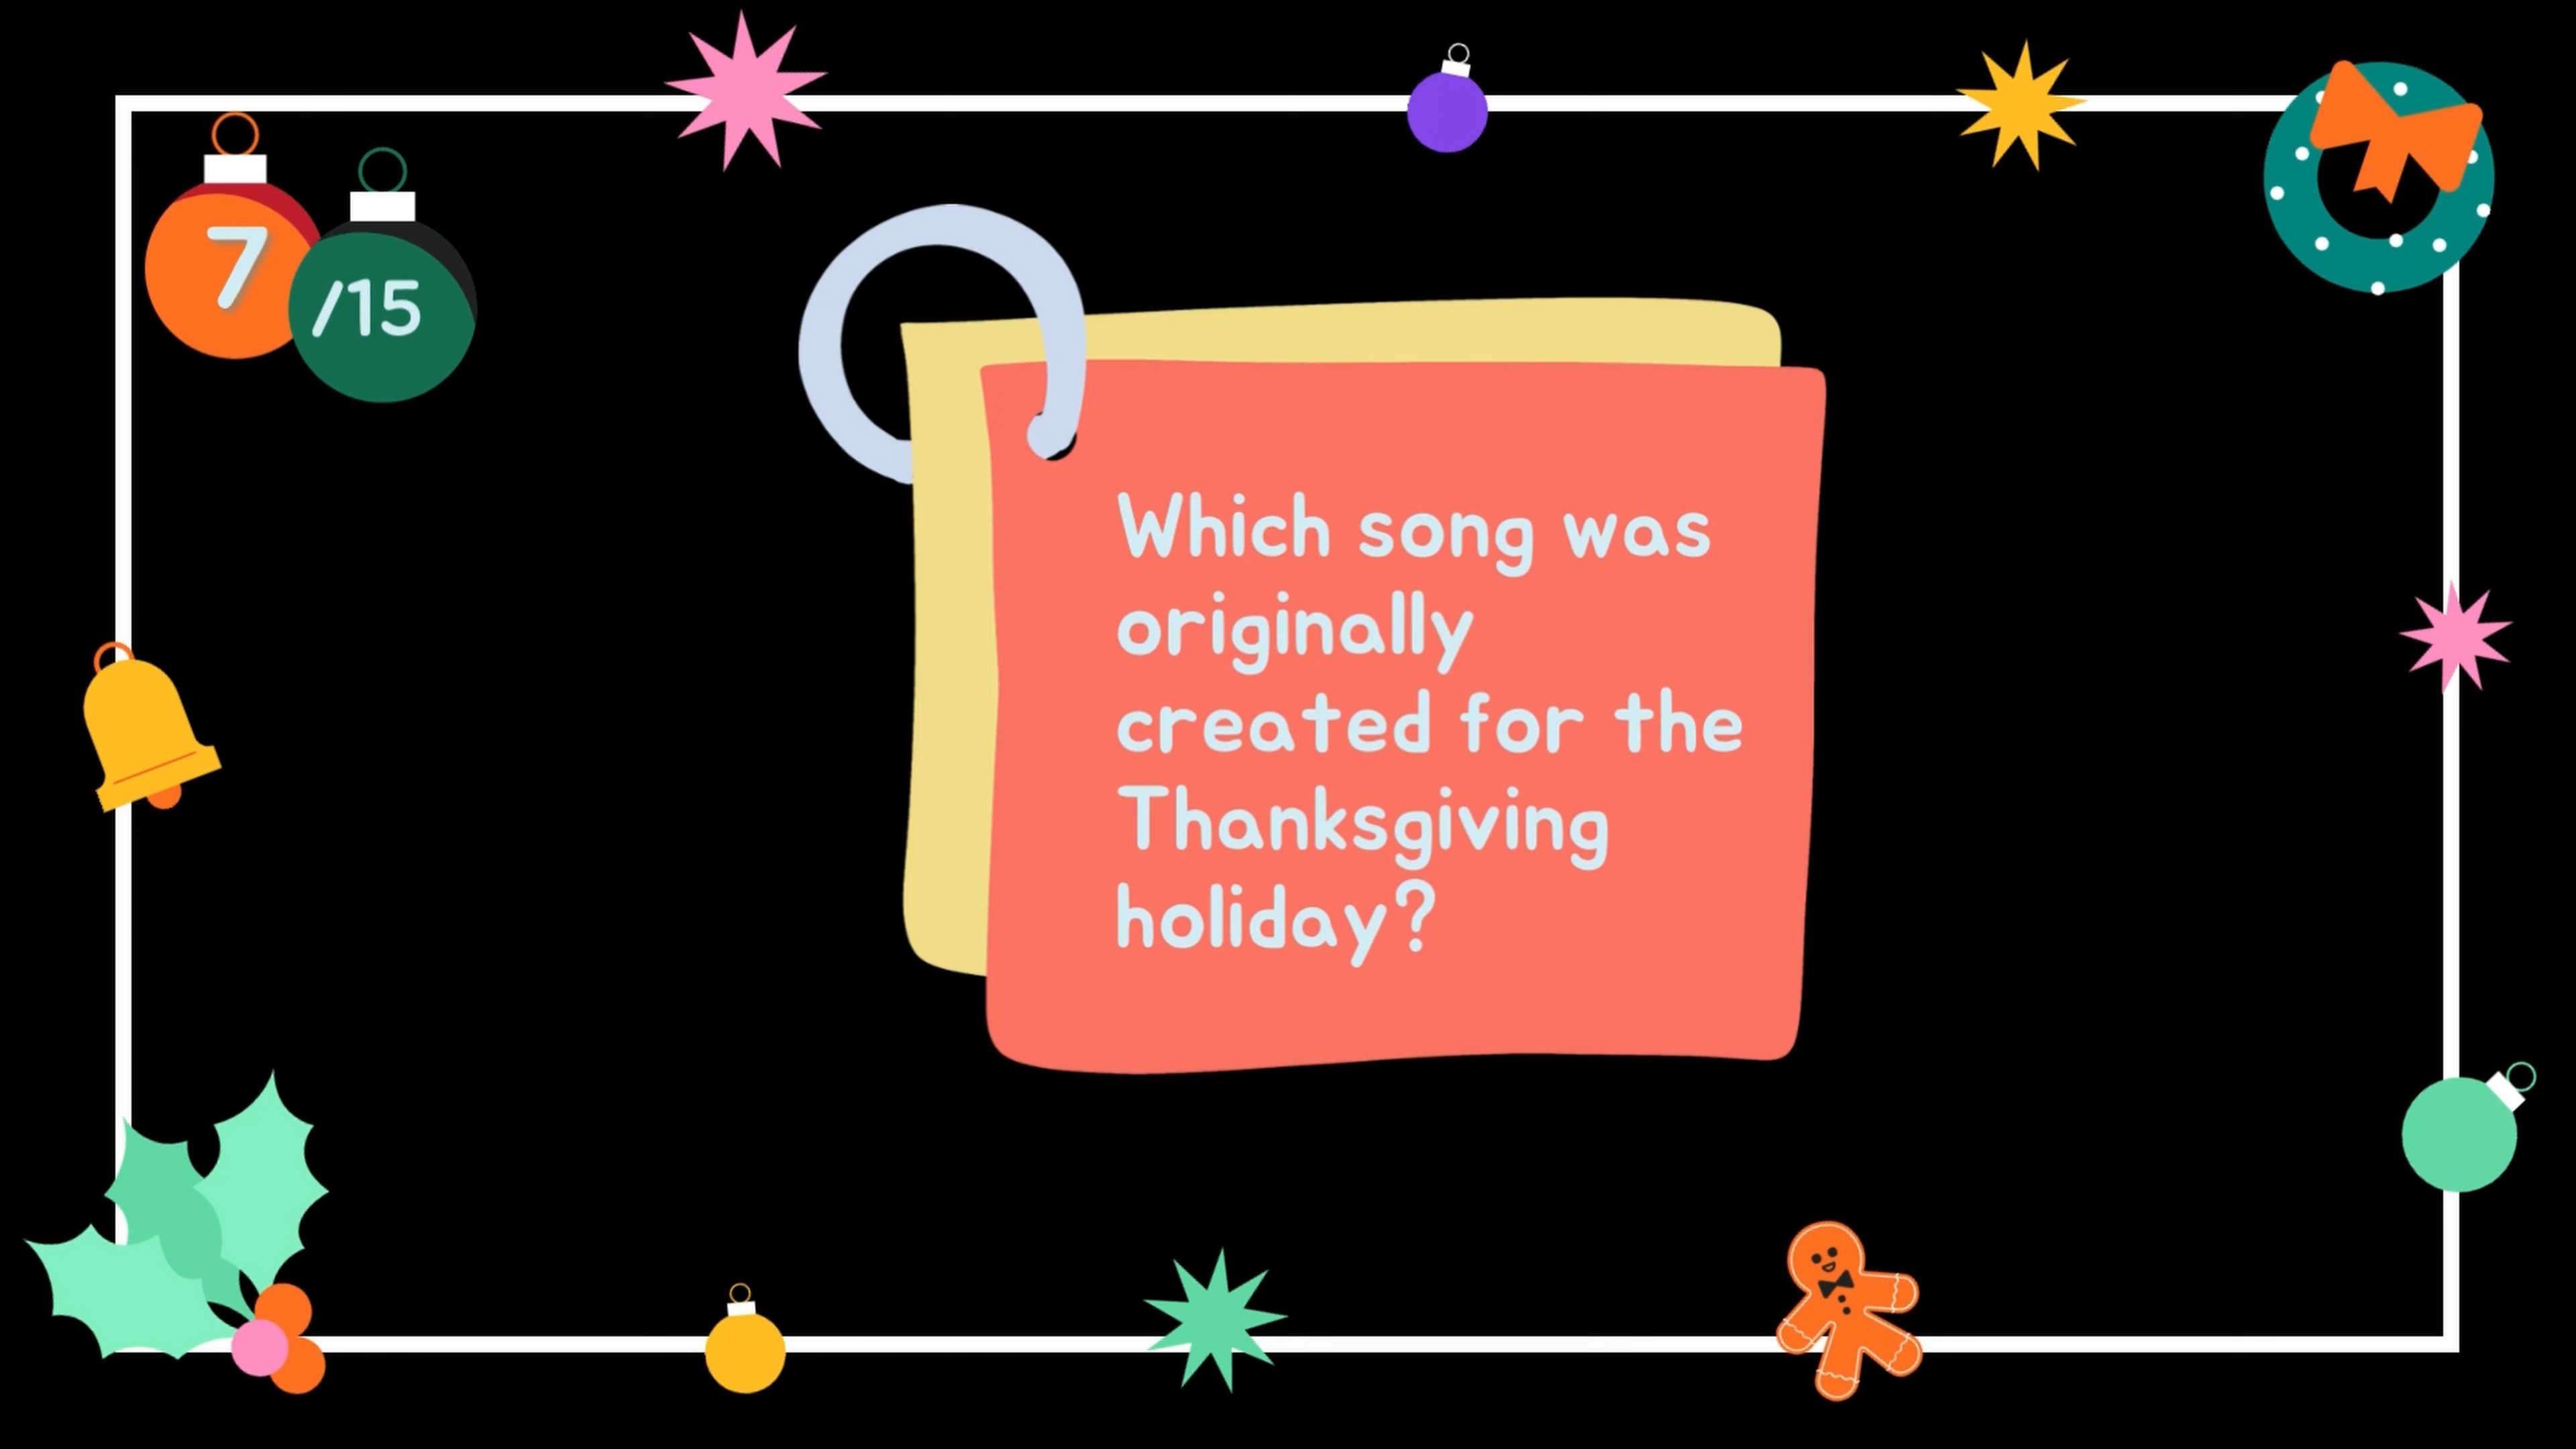 7
/15
Which song was
originally
created for the
Thanksgiving
holiday?